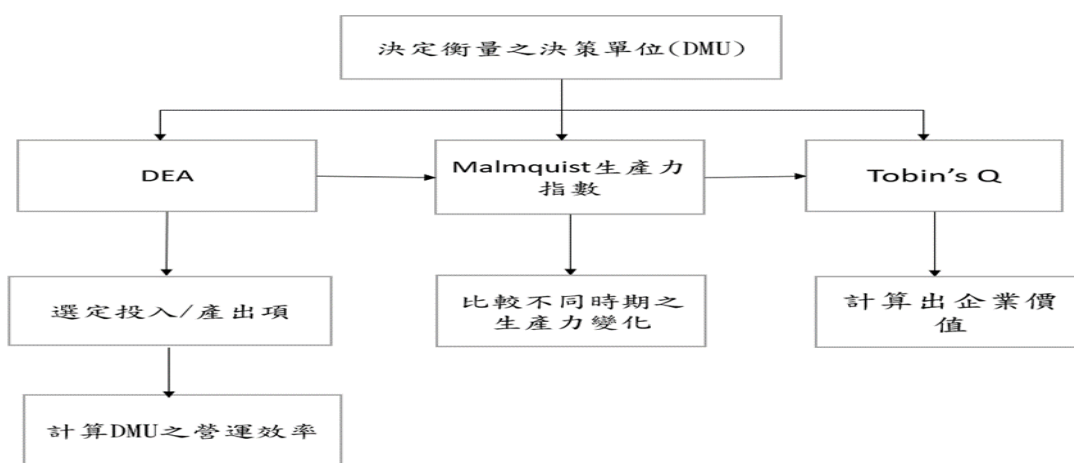 決定衡量之決策單位(DMU)
DEA
Malmquist生產力
指數
Tobin’s Q
選定投入/產出項
比較不同時期之
生產力變化
計算出企業價
值
計算DMU之營運效率